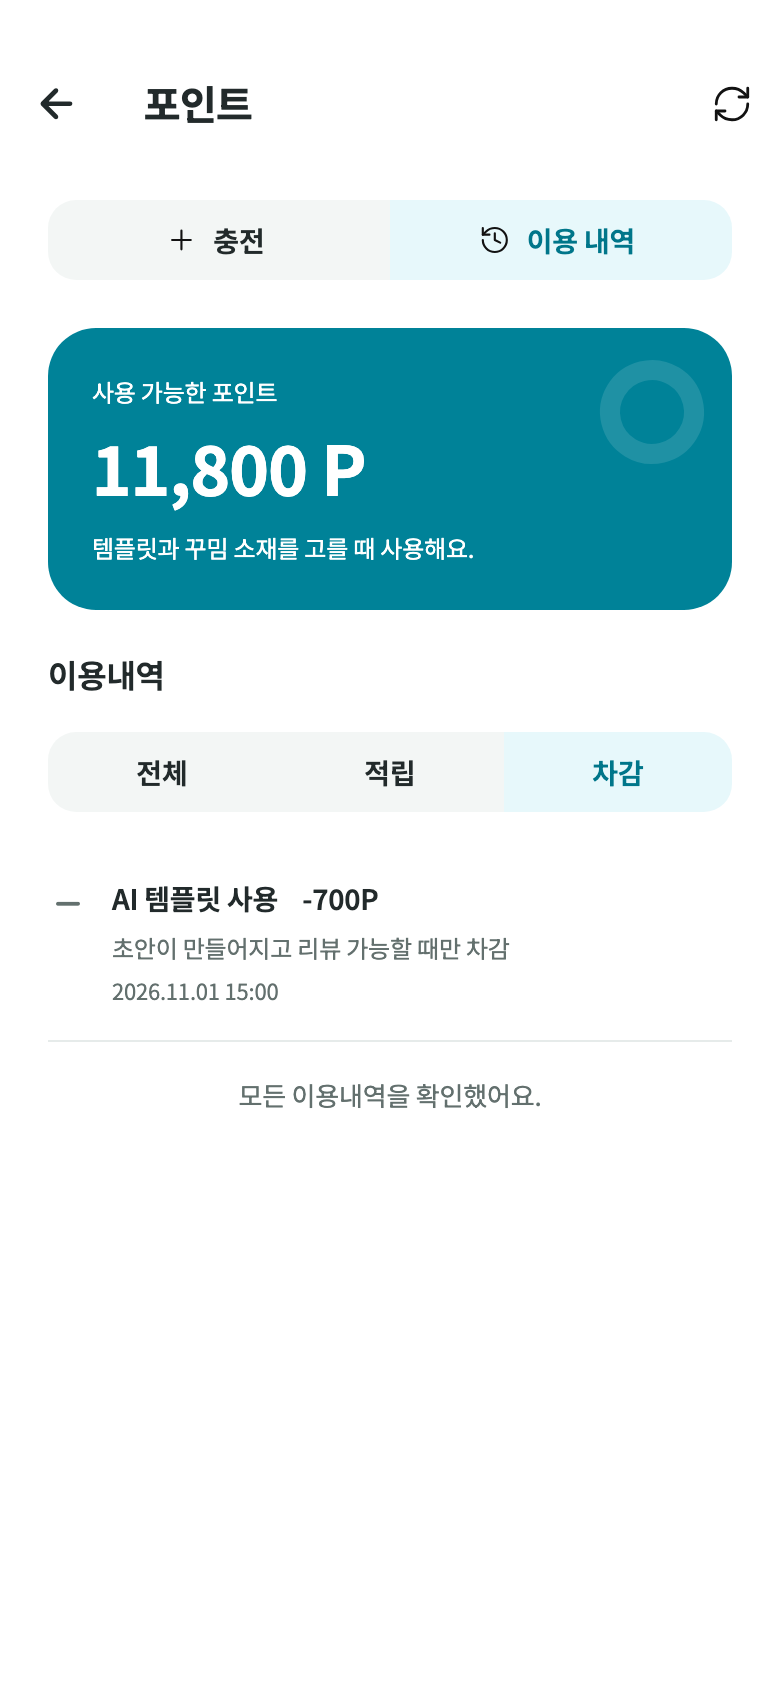 포인트
충전
이용 내역
사용 가능한 포인트
11,800 P
템플릿과 꾸밈 소재를 고를 때 사용해요.
이용내역
전체
적립
차감
AI 템플릿 사용 -700P
초안이 만들어지고 리뷰 가능할 때만 차감
2026.11.01 15:00
모든 이용내역을 확인했어요.